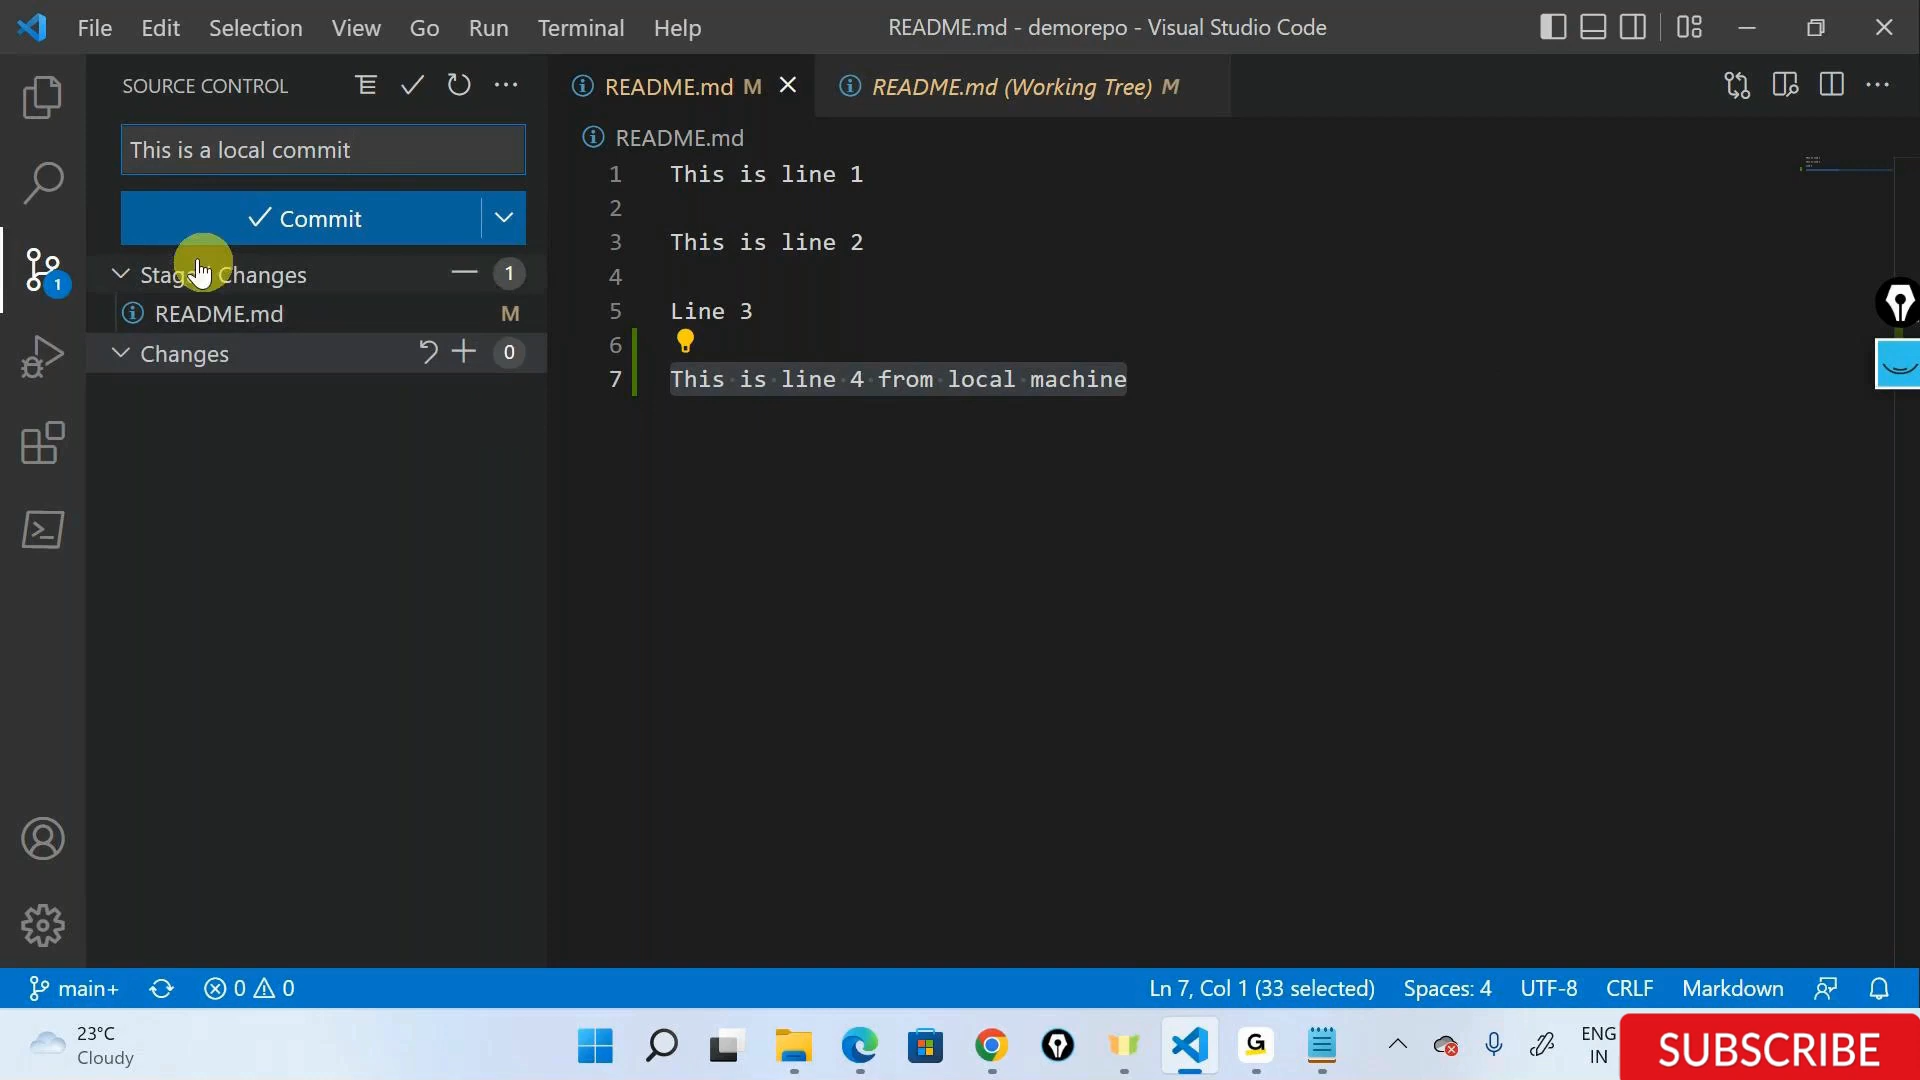 File Edit Selection View Go Run Terminal Help
README.md - demorepo - Visual Studio Code
SOURCE CONTROL
README.md M
README.md (Working Tree) M
This is a local commit
Commit
Changes 1
README.md M
Changes 0
1
README.md
1 This is line 1
2
3 This is line 2
4
5 Line 3
6
7 This is line 4 from local machine
main+
0 0
Ln 7, Col 1 (33 selected)
Spaces: 4
UTF-8
CRLF
Markdown
23°C
Cloudy
G
ENG
IN
SUBSCRIBE